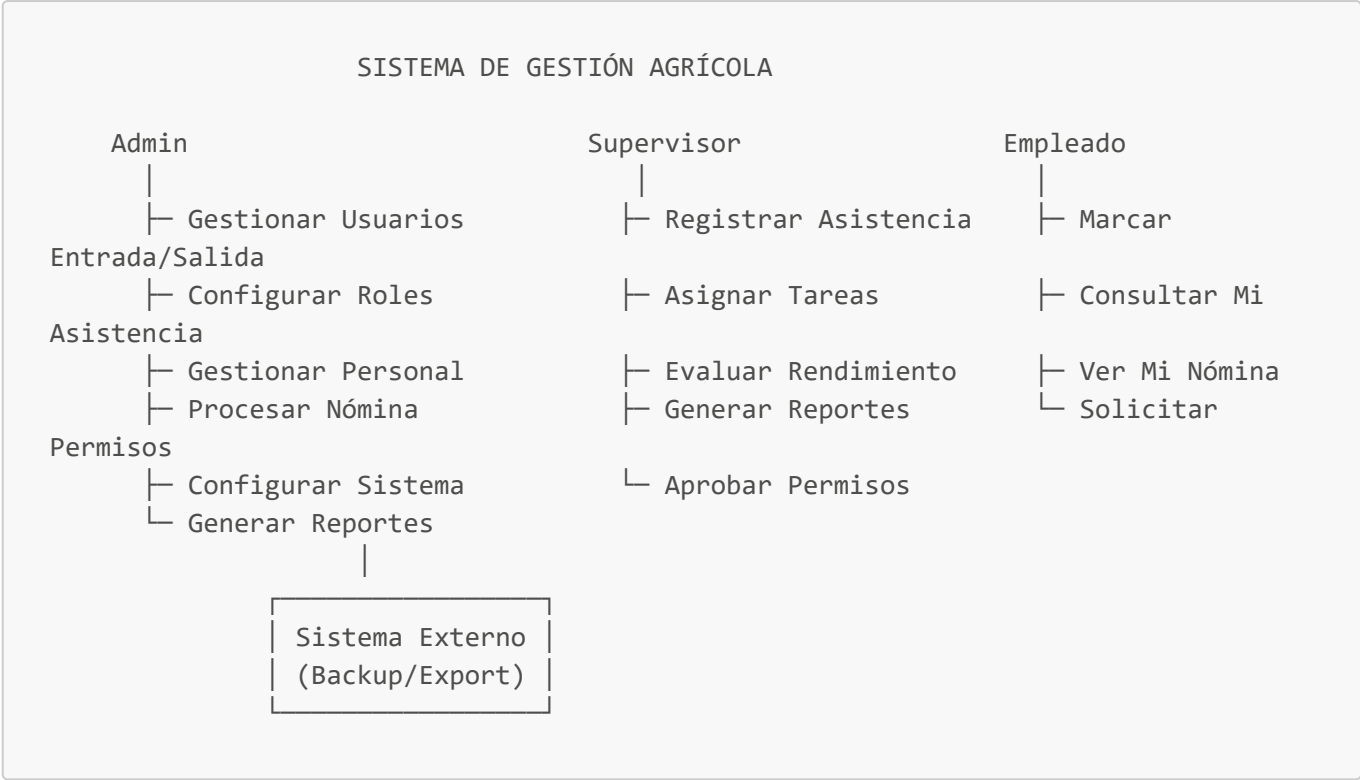 SISTEMA DE GESTIÓN AGRÍCOLA
Admin Supervisor Empleado
│ │ │
├─ Gestionar Usuarios ├─ Registrar Asistencia ├─ Marcar
Entrada/Salida
├─ Configurar Roles ├─ Asignar Tareas ├─ Consultar Mi
Asistencia
├─ Gestionar Personal ├─ Evaluar Rendimiento ├─ Ver Mi Nómina
├─ Procesar Nómina ├─ Generar Reportes └─ Solicitar
Permisos
├─ Configurar Sistema └─ Aprobar Permisos
└─ Generar Reportes
│
┌──────────────────┐
│ Sistema Externo │
│ (Backup/Export) │
└──────────────────┘